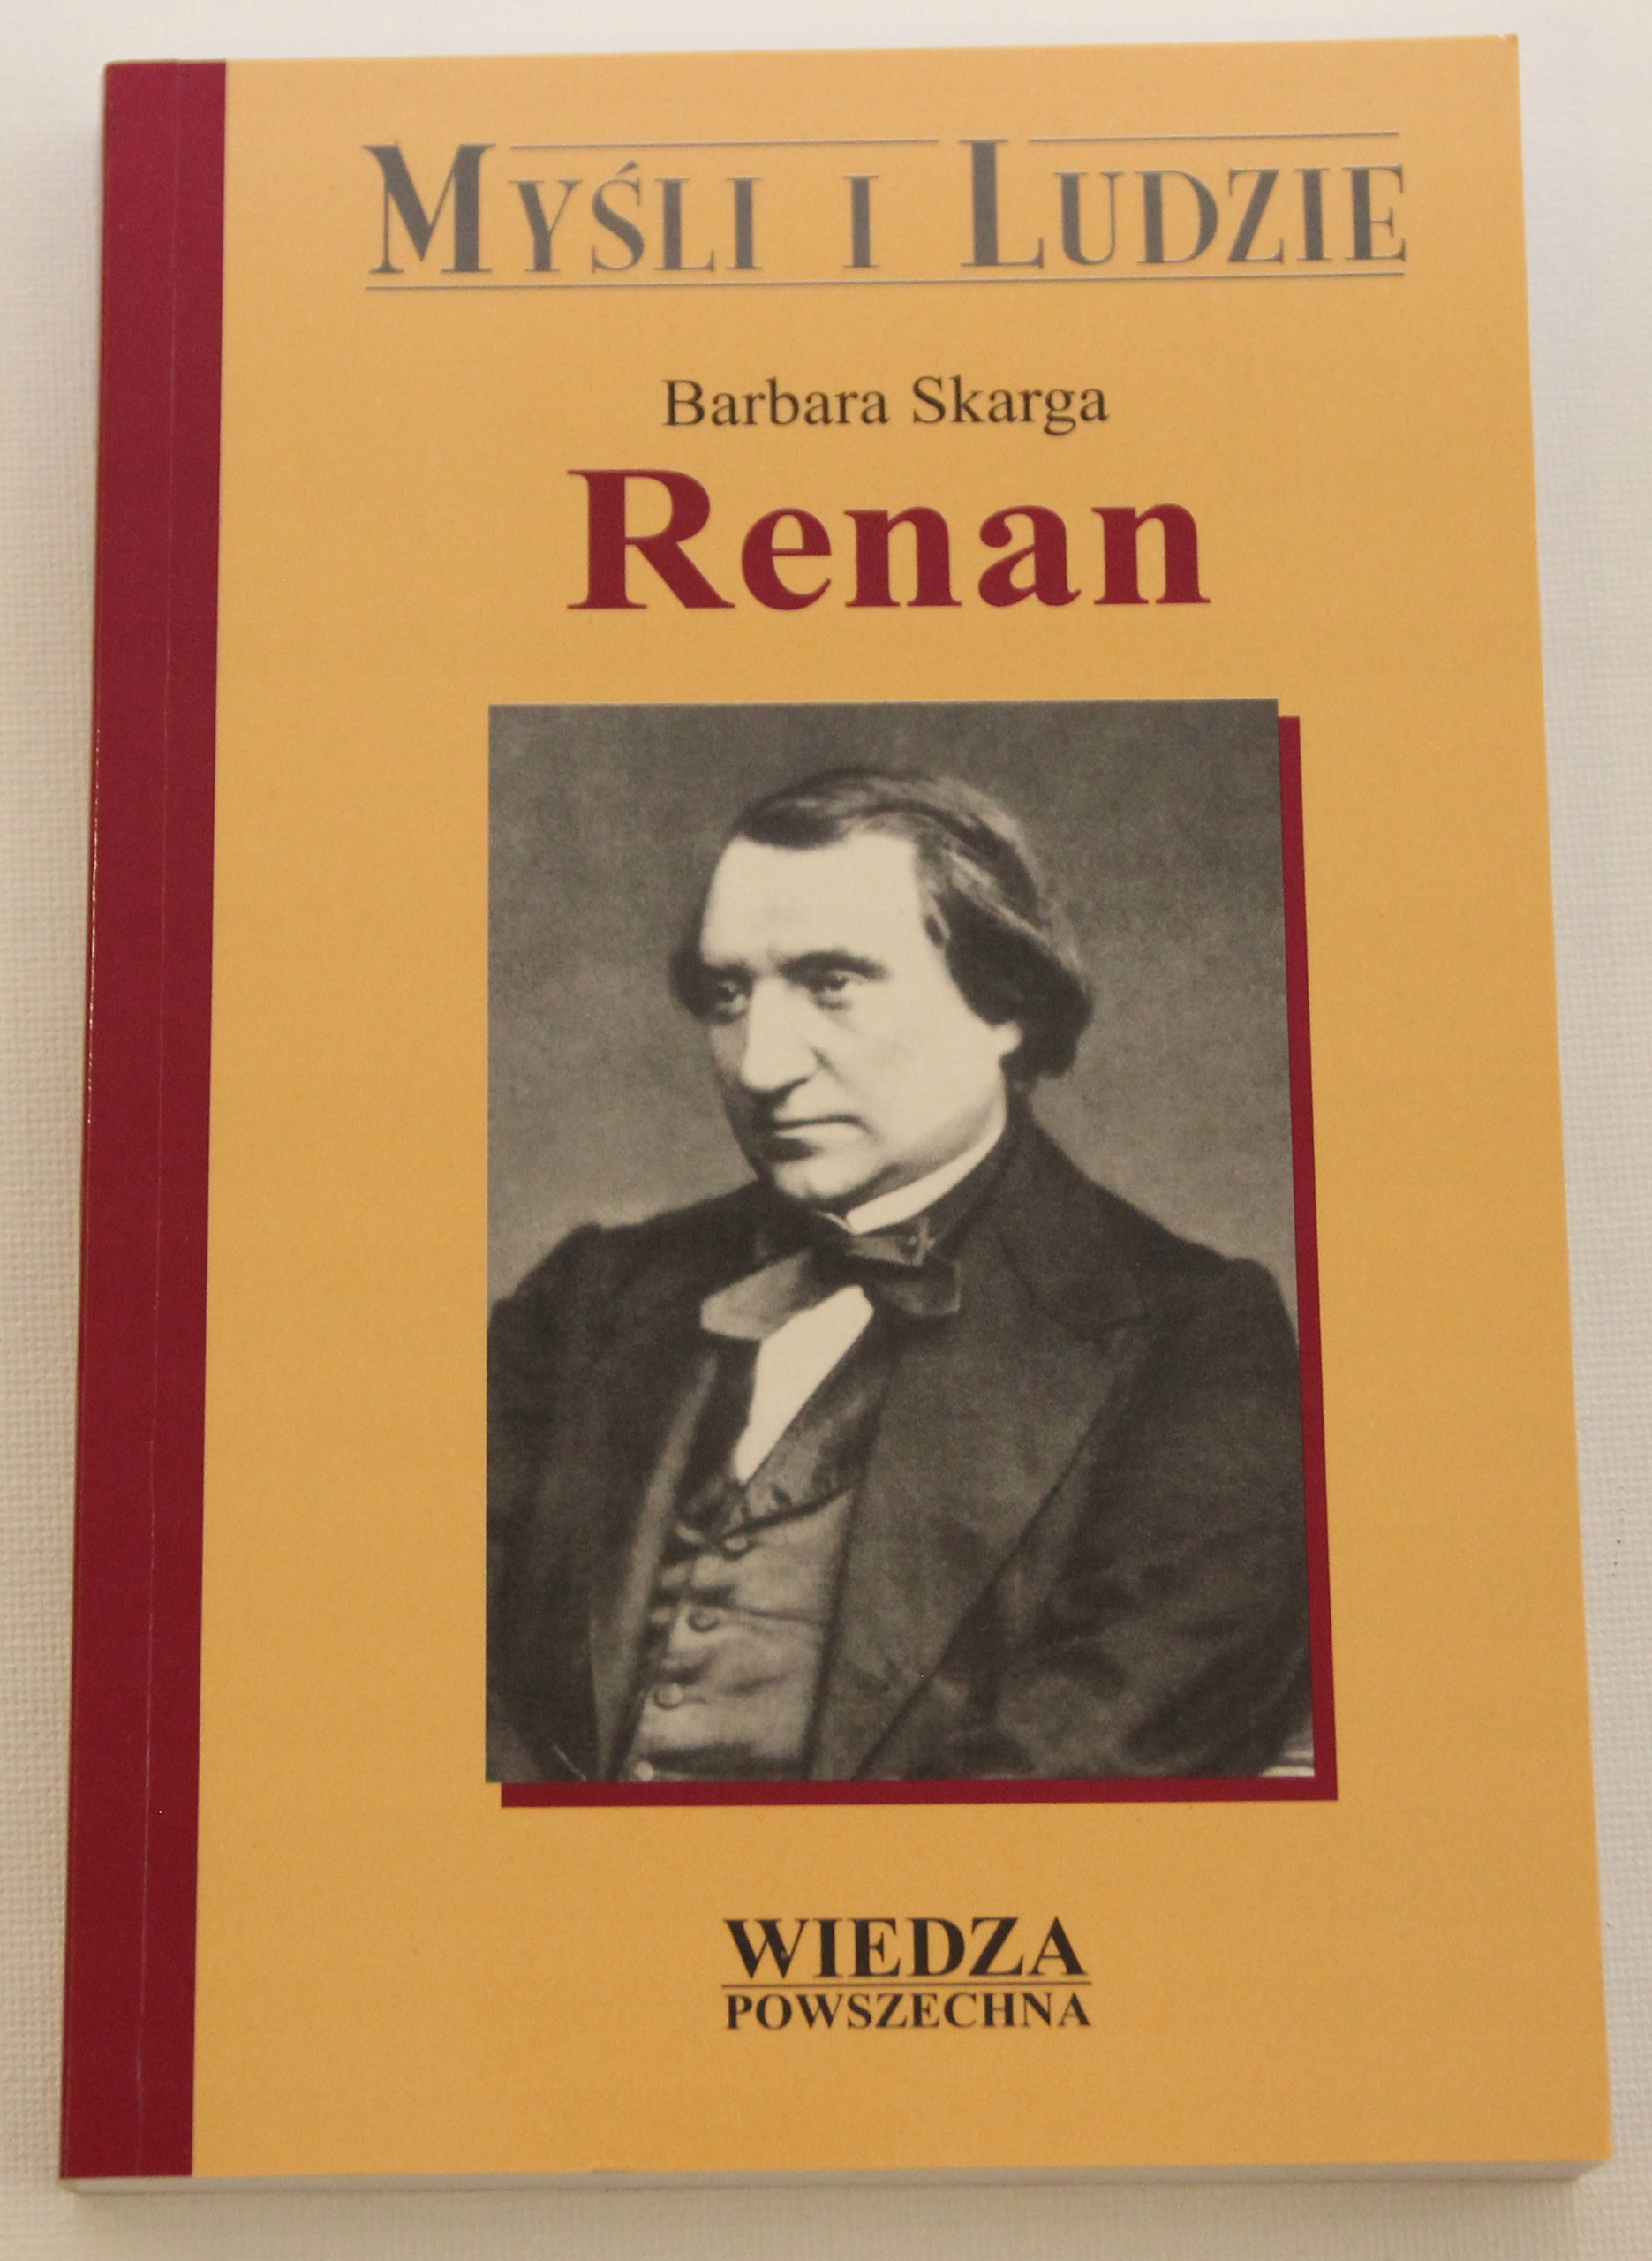 MYŚLI I LUDZIE
Barbara Skarga
Renan
WIEDZA
POWSZECHNA